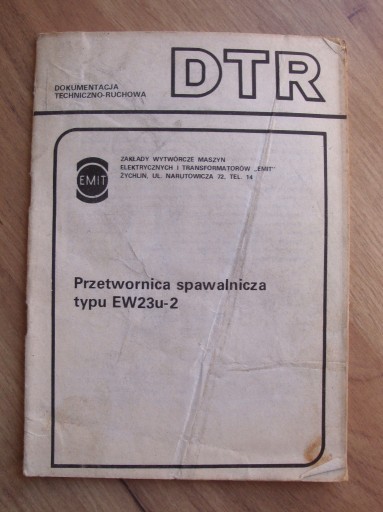 DOKUMENTACJA
TECHNICZNO-RUCHOWA
DTR
EMIT
ZAKŁADY WYTWÓRCZE MASZYN
ELEKTRYCZNYCH I TRANSFORMATORÓW „EMIT”
ŻYCHLIN, UL. NARUTOWICZA 72, TEL. 14
Przetwornica spawalnicza
typu EW23u-2